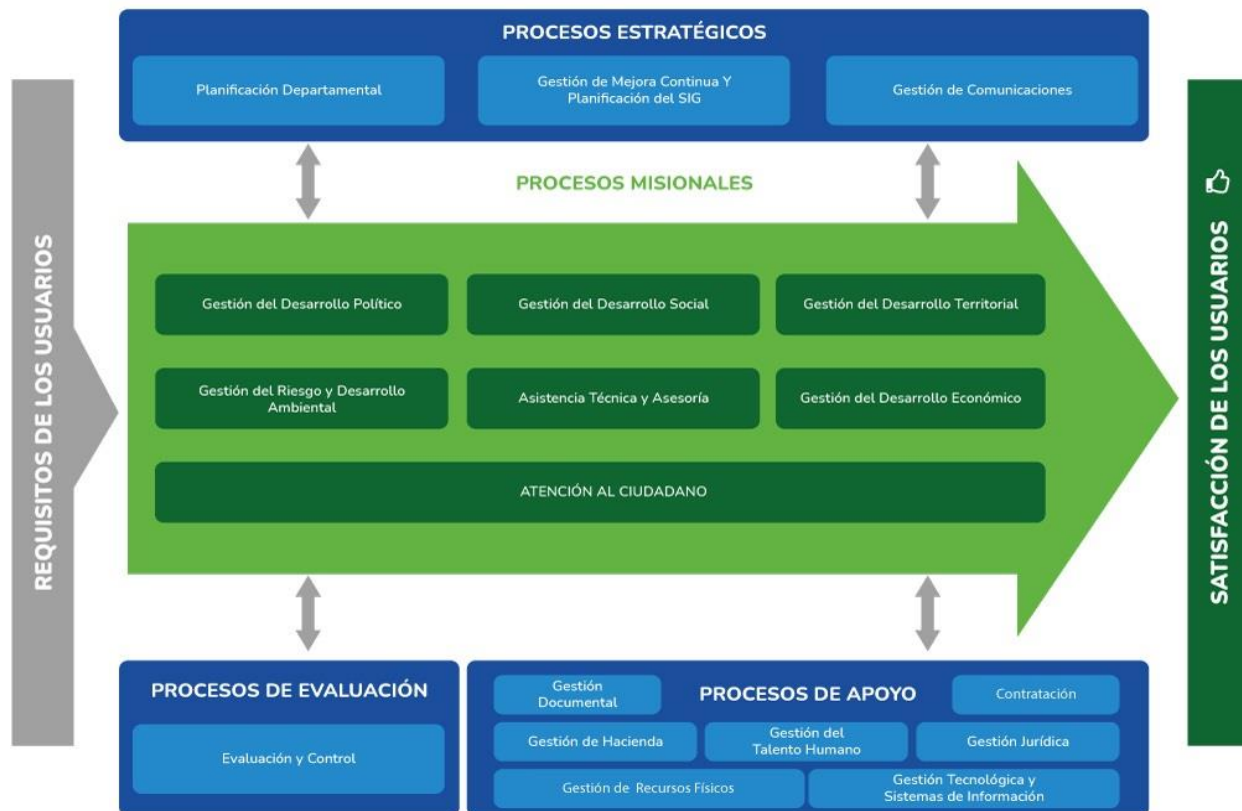 PROCESOS ESTRATÉGICOS
Planificación Departamental
Gestión de Mejora Continua Y
Planificación del SIG
Gestión de Comunicaciones
REQUISITOS DE LOS USUARIOS
PROCESOS MISIONALES
Gestión del Desarrollo Político
Gestión del Desarrollo Social
Gestión del Desarrollo Territorial
Gestión del Riesgo y Desarrollo
Ambiental
Asistencia Técnica y Asesoría
Gestión del Desarrollo Económico
ATENCIÓN AL CIUDADANO
SATISFACCIÓN DE LOS USUARIOS
PROCESOS DE EVALUACIÓN
Evaluación y Control
PROCESOS DE APOYO
Gestión
Documental
Contratación
Gestión de Hacienda
Gestión del
Talento Humano
Gestión Jurídica
Gestión de Recursos Físicos
Gestión Tecnológica y
Sistemas de Información